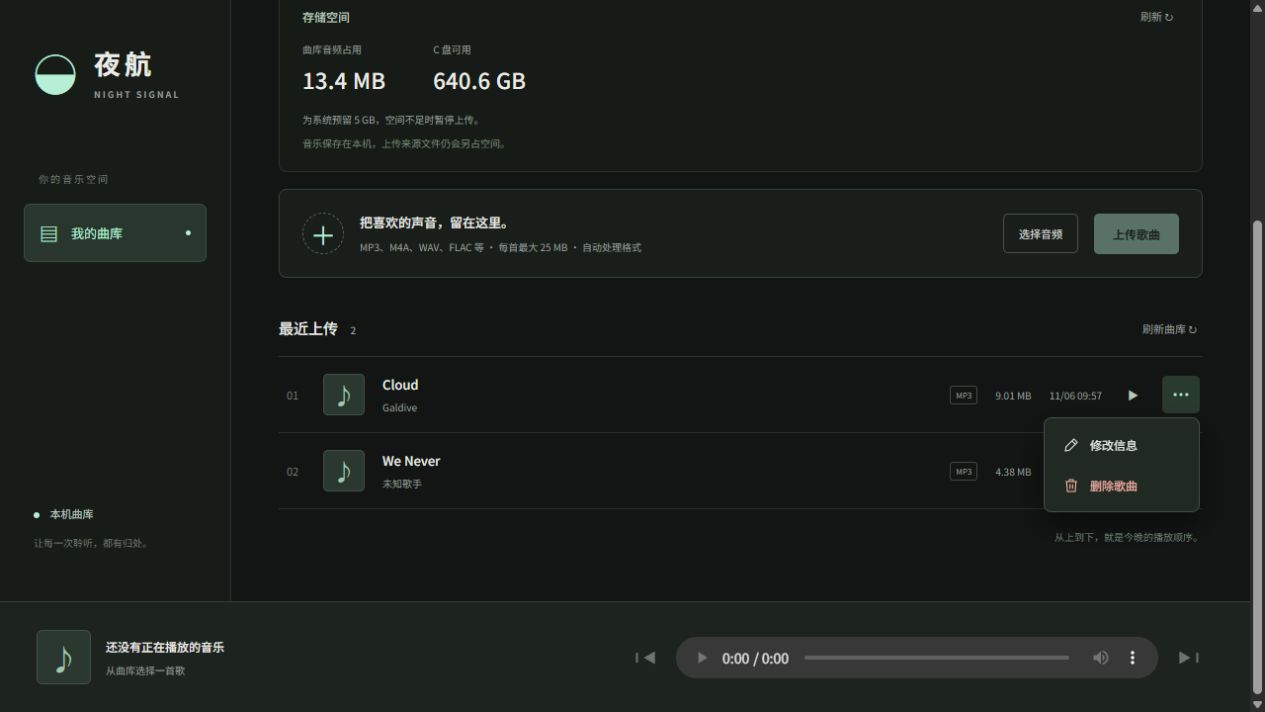 夜航
NIGHT SIGNAL
你的音乐空间
我的曲库
本机曲库
让每一次聆听，都有归处。
存储空间
刷新 ↻
曲库音频占用
C 盘可用
13.4 MB
640.6 GB
为系统预留 5 GB，空间不足时暂停上传。
音乐保存在本机，上传来源文件仍会另占空间。
把喜欢的声音，留在这里。
MP3、M4A、WAV、FLAC 等 · 每首最大 25 MB · 自动处理格式
选择音频
上传歌曲
最近上传 2
刷新曲库 ↻
01
Cloud
Galdive
MP3
9.01 MB
11/06 09:57
02
We Never
未知歌手
MP3
4.38 MB
修改信息
删除歌曲
从上到下，就是今晚的播放顺序。
还没有正在播放的音乐
从曲库选择一首歌
0:00 / 0:00